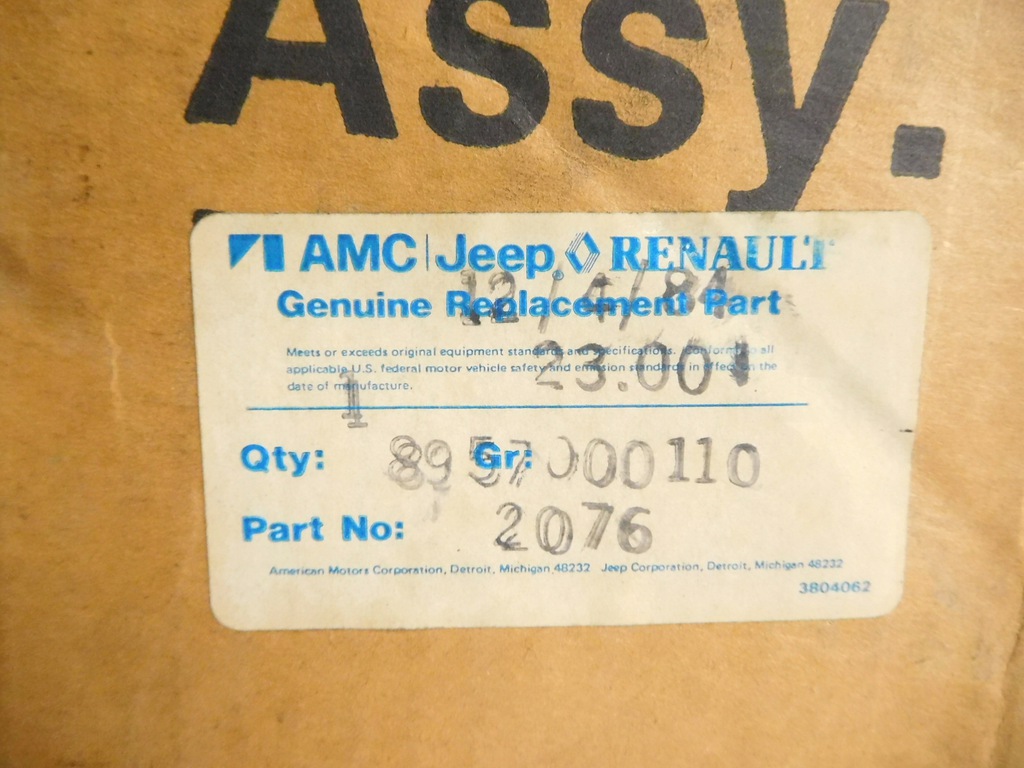 Assy.
AMC Jeep® RENAULT
12/4/84
Genuine Replacement Part
Meets or exceeds original equipment standards and specifications. Conforms to all
applicable U.S. federal motor vehicle safety and emission standards in effect on the
date of manufacture.
23.001
1
Qty: Gr:
8957000110
Part No: 2076
American Motors Corporation, Detroit, Michigan 48232 Jeep Corporation, Detroit, Michigan 48232
3804062